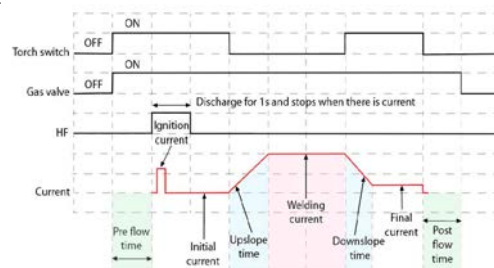 ON
Torch switch
OFF
ON
Gas valve
OFF
Discharge for 1s and stops when there is current
HF
Ignition
current
Current
Pre flow
time
Initial
current
Upslope
time
Welding
current
Downslope
time
Final
current
Post
flow
time